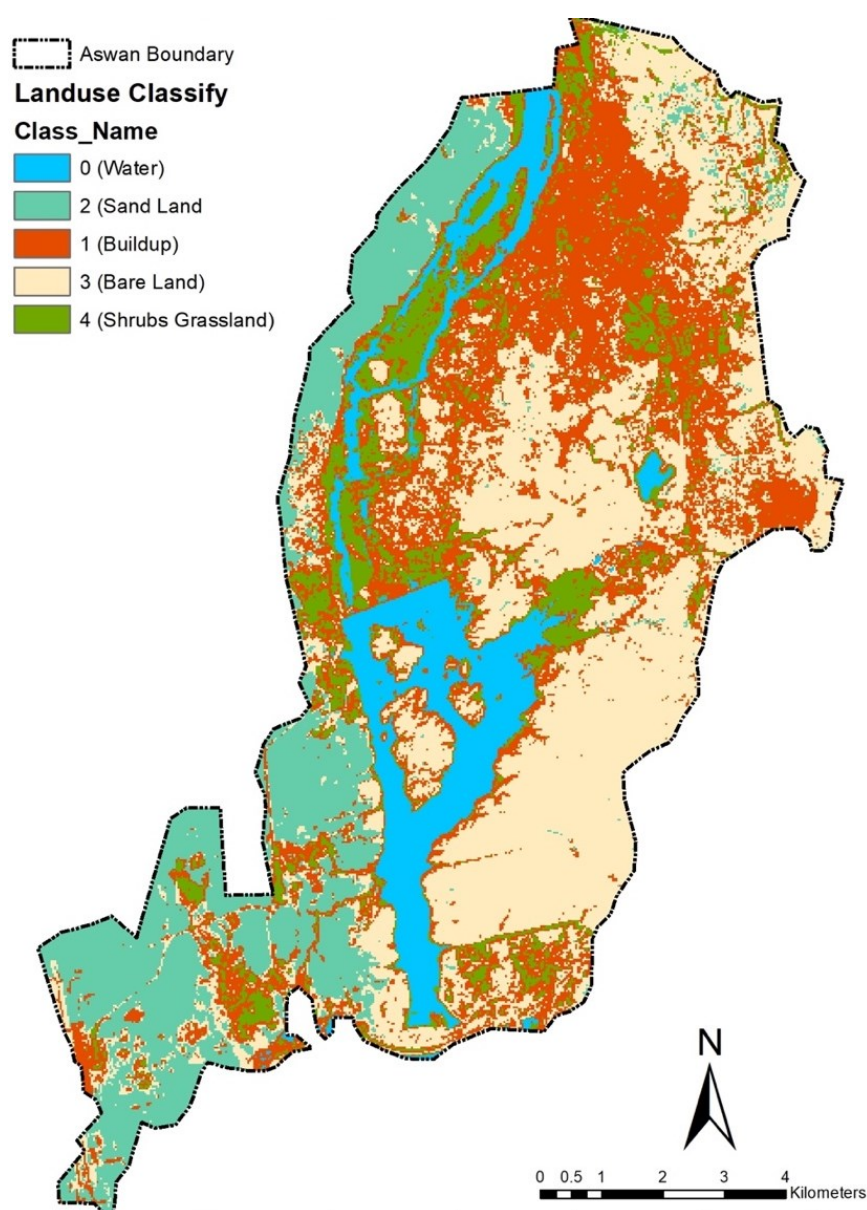 Aswan Boundary
Landuse Classify
Class_Name
0 (Water)
2 (Sand Land
1 (Buildup)
3 (Bare Land)
4 (Shrubs Grassland)
N
0 0.5 1 2 3 4
Kilometers